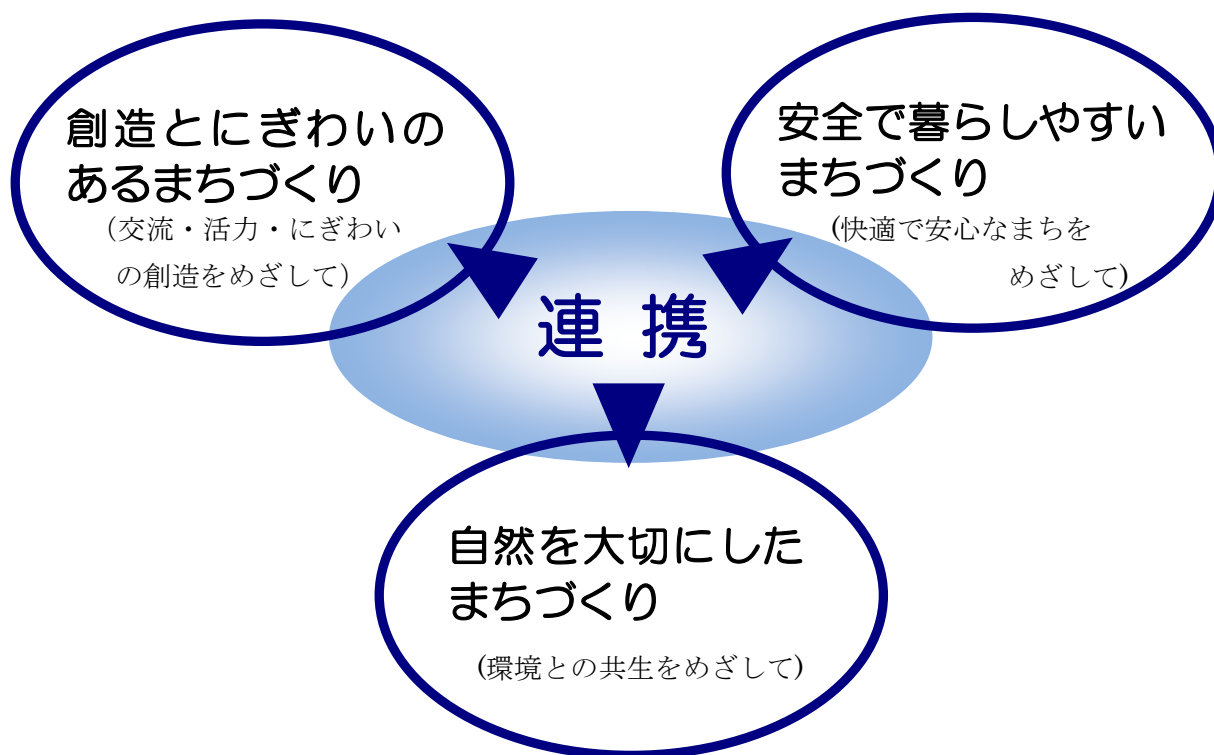 創造とにぎわいの
あるまちづくり
（交流・活力・にぎわい
の創造をめざして）
安全で暮らしやすい
まちづくり
(快適で安心なまちを
めざして)
連 携
自然を大切にした
まちづくり
(環境との共生をめざして)